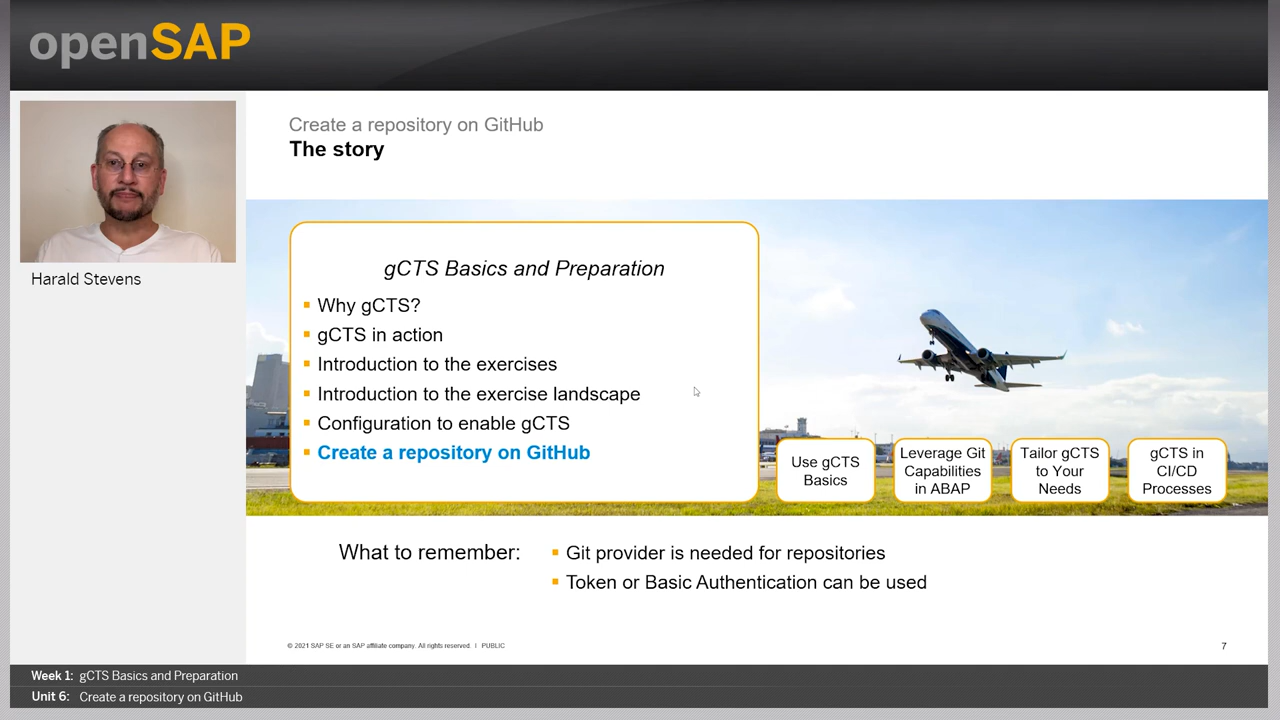 openSAP
Harald Stevens
Create a repository on GitHub
The story
gCTS Basics and Preparation
Why gCTS?
gCTS in action
Introduction to the exercises
Introduction to the exercise landscape
Configuration to enable gCTS
Create a repository on GitHub
Use gCTS
Basics
Leverage Git
Capabilities
in ABAP
Tailor gCTS
to Your
Needs
gCTS in
CI/CD
Processes
What to remember:
Git provider is needed for repositories
Token or Basic Authentication can be used
© 2021 SAP SE or an SAP affiliate company. All rights reserved. I PUBLIC
7
Week 1: gCTS Basics and Preparation
Unit 6: Create a repository on GitHub